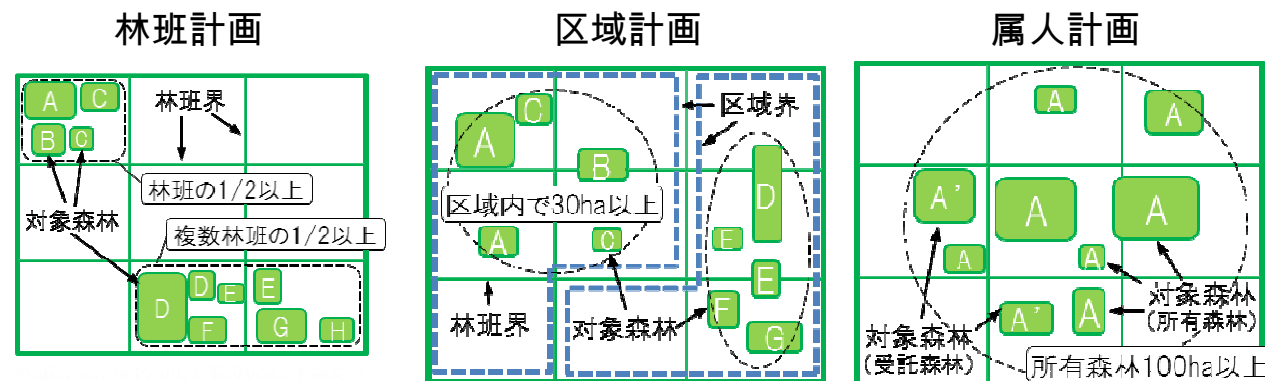 林班計画
A
C
B
C
林班界
林班の1/2以上
対象森林
複数林班の1/2以上
D
D
E
E
F
G
H
区域計画
C
A
B
区域界
区域内で30ha以上
D
A
C
E
E
F
G
林班界
対象森林
属人計画
A
A
A'
A
A
A
A
A'
A
対象森林
(所有森林)
対象森林
(受託森林)
所有森林100ha以上